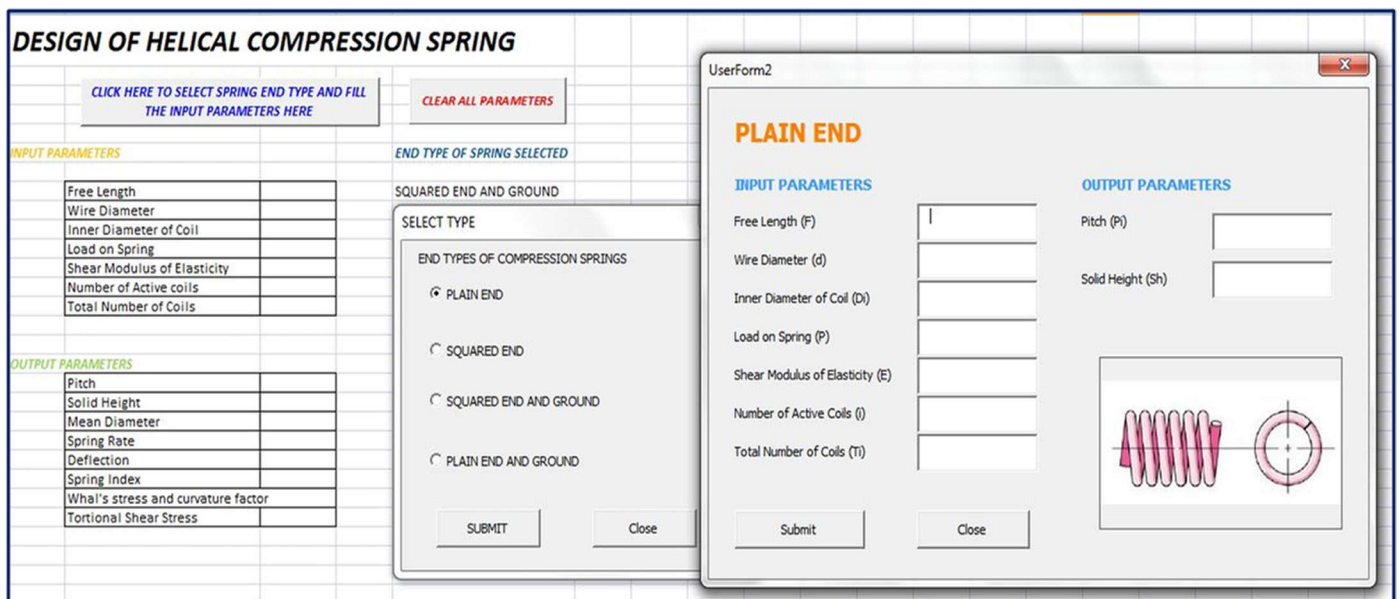 DESIGN OF HELICAL COMPRESSION SPRING
CLICK HERE TO SELECT SPRING END TYPE AND FILL
THE INPUT PARAMETERS HERE
CLEAR ALL PARAMETERS
INPUT PARAMETERS
END TYPE OF SPRING SELECTED
Free Length
SQUARED END AND GROUND
Wire Diameter
Inner Diameter of Coil
Load on Spring
Shear Modulus of Elasticity
Number of Active coils
Total Number of Coils
OUTPUT PARAMETERS
Pitch
Solid Height
Mean Diameter
Spring Rate
Deflection
Spring Index
Whal's stress and curvature factor
Tortional Shear Stress
SELECT TYPE
END TYPES OF COMPRESSION SPRINGS
PLAIN END
SQUARED END
SQUARED END AND GROUND
PLAIN END AND GROUND
SUBMIT
Close
UserForm2
X
PLAIN END
INPUT PARAMETERS
Free Length (F)
Wire Diameter (d)
Inner Diameter of Coil (Di)
Load on Spring (P)
Shear Modulus of Elasticity (E)
Number of Active Coils (i)
Total Number of Coils (Ti)
Submit
Close
OUTPUT PARAMETERS
Pitch (Pi)
Solid Height (Sh)